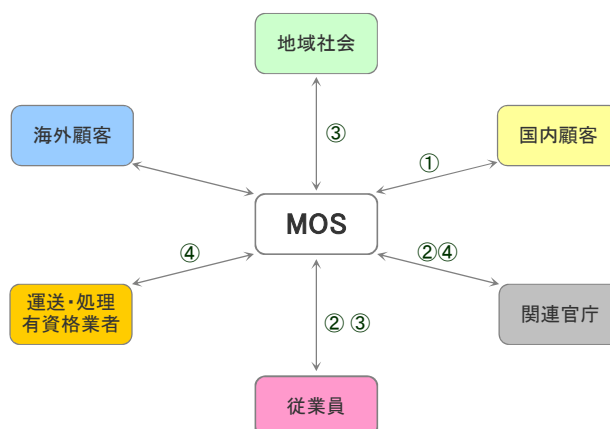 地域社会
海外顧客
国内顧客
③
①
MOS
④
②④
運送・処理
有資格業者
関連官庁
② ③
従業員